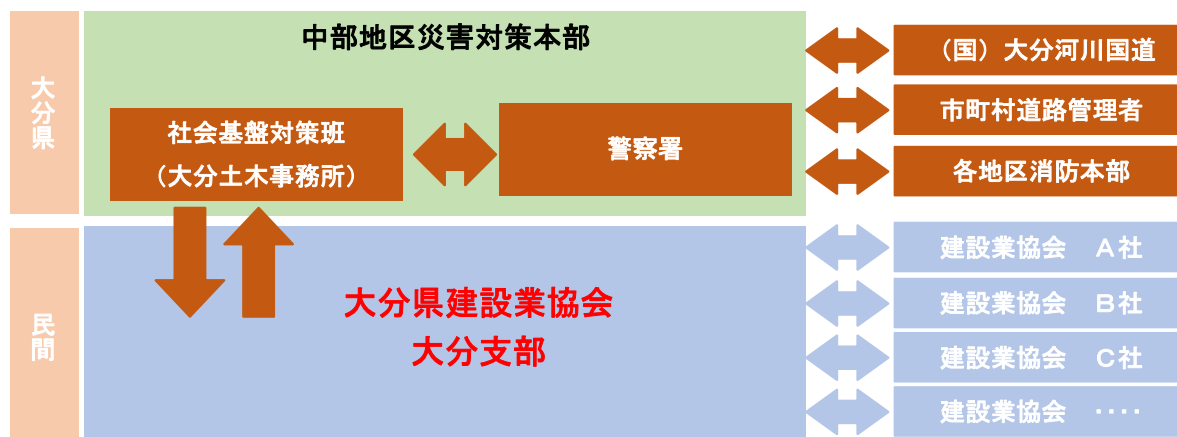 大分県
中部地区災害対策本部
社会基盤対策班
（大分土木事務所）
警察署
（国）大分河川国道
市町村道路管理者
各地区消防本部
民間
大分県建設業協会
大分支部
建設業協会　Ａ社
建設業協会　Ｂ社
建設業協会　Ｃ社
建設業協会　‥‥